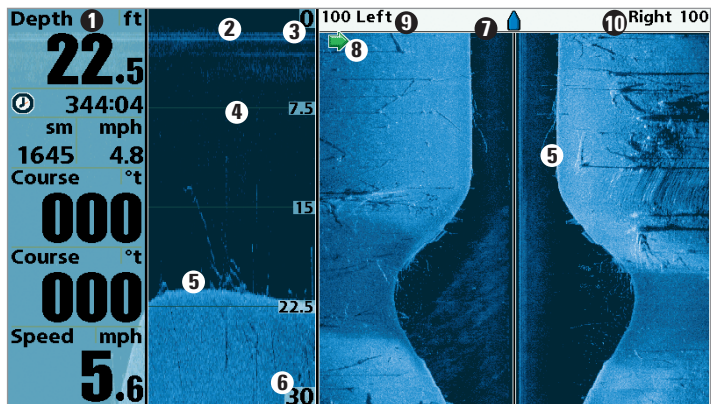 Depth 1 ft
22.5
344:04
sm mph
1645 4.8
Course °t
000
Course °t
000
Speed mph
5.6
2
0
3
4
7.5
15
5
22.5
6
30
100 Left 9
7
10 Right 100
8
5